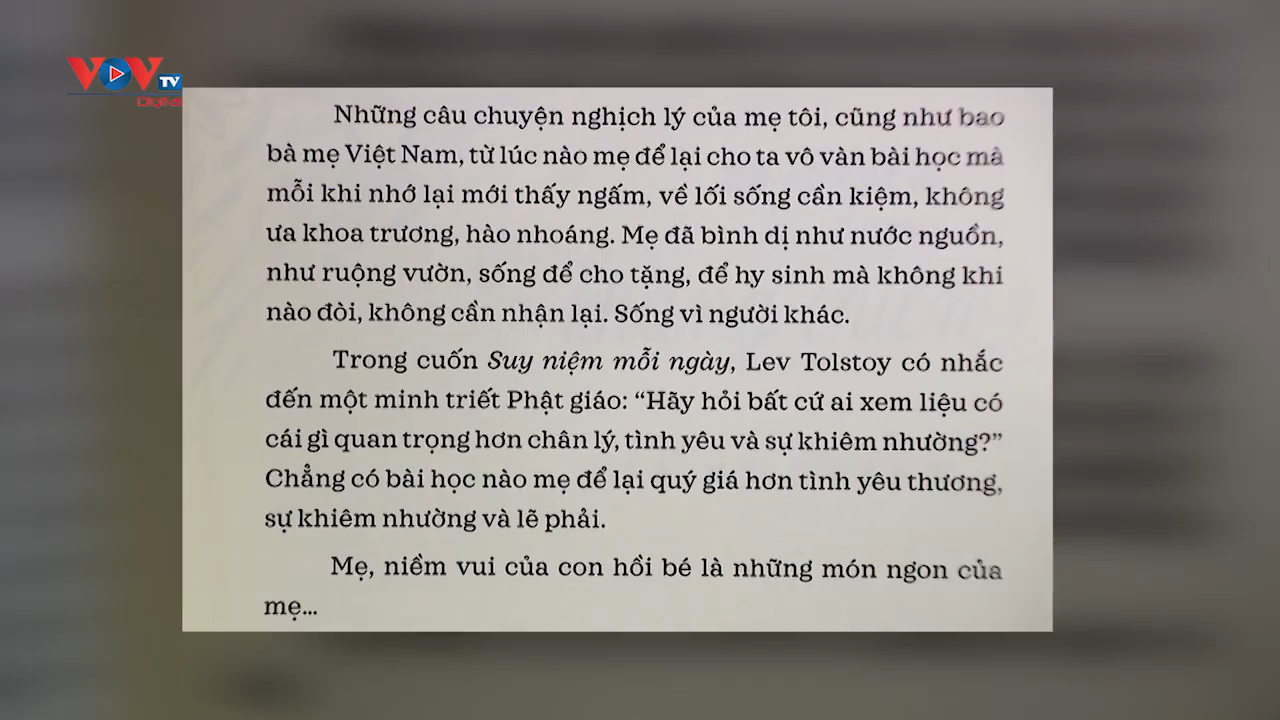 VOV TV
Digital
Những câu chuyện nghịch lý của mẹ tôi, cũng như bao
bà mẹ Việt Nam, từ lúc nào mẹ để lại cho ta vô vàn bài học mà
mỗi khi nhớ lại mới thấy ngấm, về lối sống cần kiệm, không
ưa khoa trương, hào nhoáng. Mẹ đã bình dị như nước nguồn,
như ruộng vườn, sống để cho tặng, để hy sinh mà không khi
nào đòi, không cần nhận lại. Sống vì người khác.
Trong cuốn Suy niệm mỗi ngày, Lev Tolstoy có nhắc
đến một minh triết Phật giáo: “Hãy hỏi bất cứ ai xem liệu có
cái gì quan trọng hơn chân lý, tình yêu và sự khiêm nhường?”
Chẳng có bài học nào mẹ để lại quý giá hơn tình yêu thương,
sự khiêm nhường và lẽ phải.
Mẹ, niềm vui của con hồi bé là những món ngon của
mẹ...